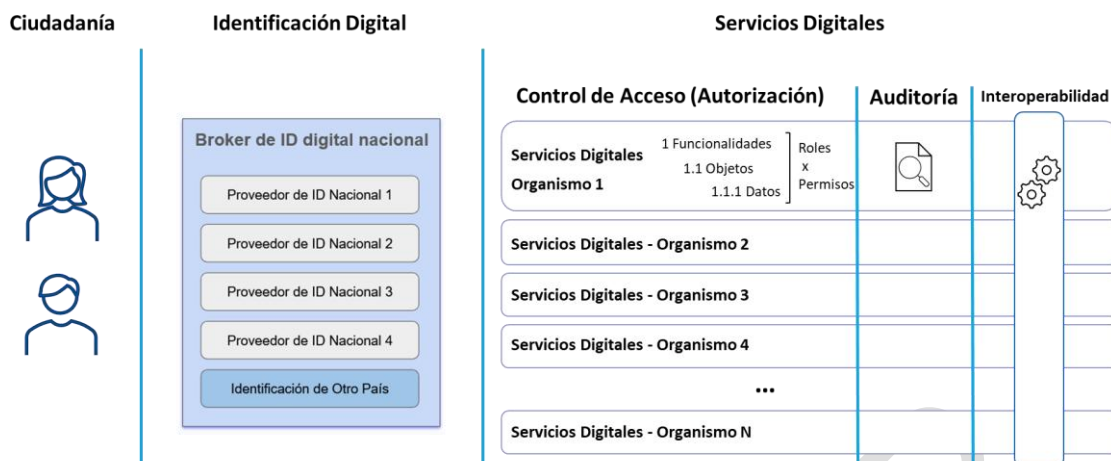 Ciudadanía
Identificación Digital
Servicios Digitales
Broker de ID digital nacional
Proveedor de ID Nacional 1
Proveedor de ID Nacional 2
Proveedor de ID Nacional 3
Proveedor de ID Nacional 4
Identificación de Otro País
Control de Acceso (Autorización)
Auditoría
Interoperabilidad
Servicios Digitales
Organismo 1
1 Funcionalidades
1.1 Objetos
1.1.1 Datos
Roles
x
Permisos
Servicios Digitales - Organismo 2
Servicios Digitales - Organismo 3
Servicios Digitales - Organismo 4
...
Servicios Digitales - Organismo N